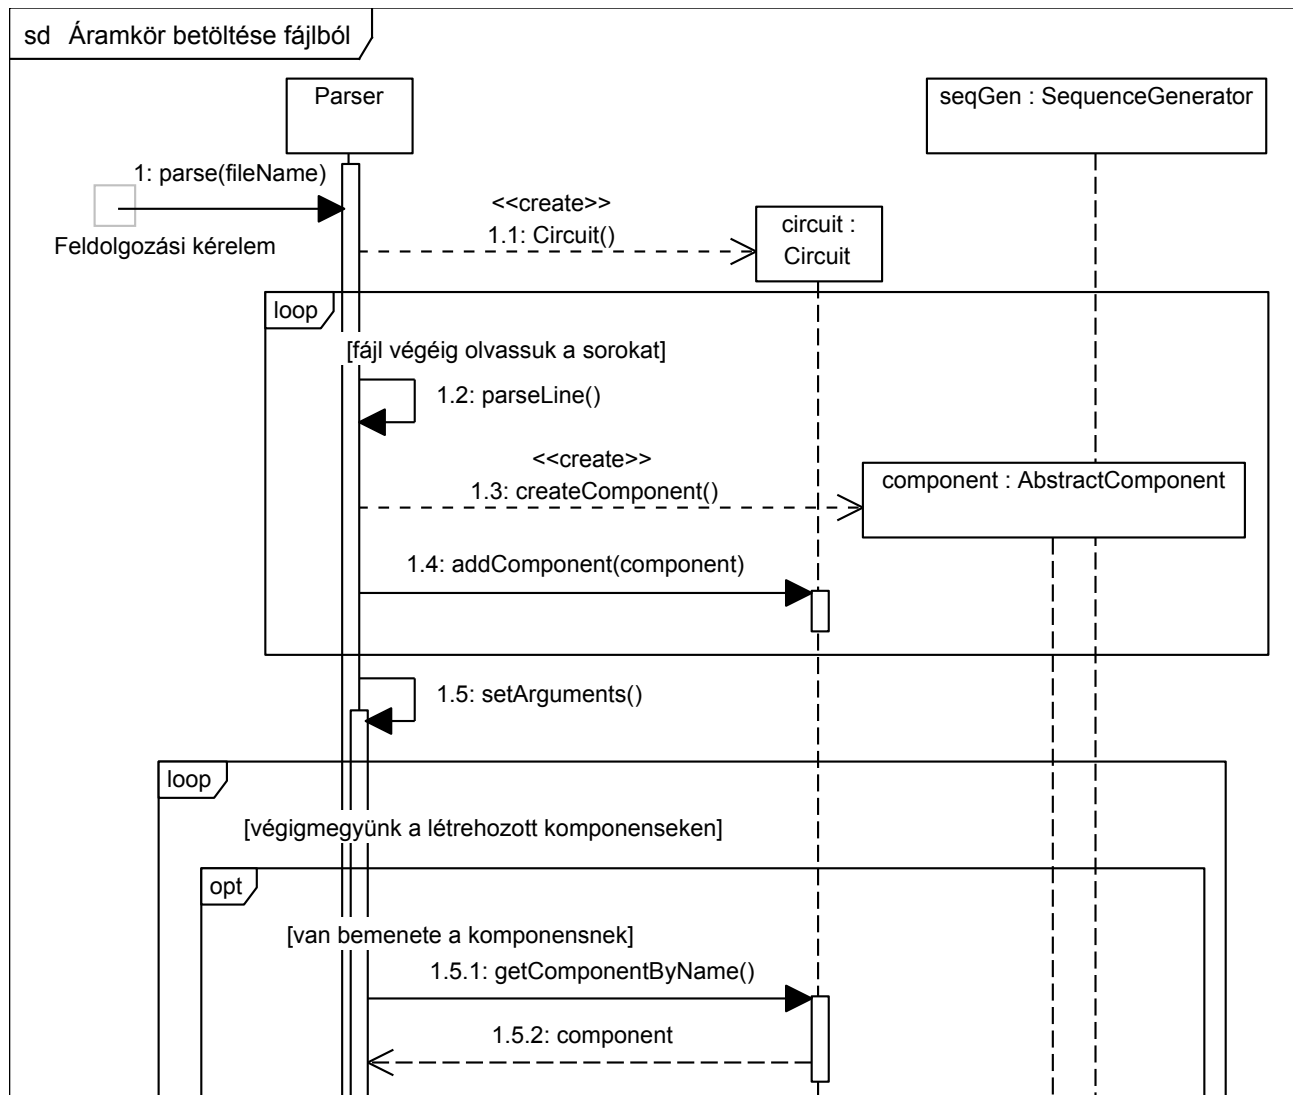 sd Áramkör betöltése fájlból
Parser
seqGen : SequenceGenerator
1: parse(fileName)
Feldolgozási kérelem
<<create>>
1.1: Circuit()
circuit :
Circuit
loop
[fájl végéig olvassuk a sorokat]
1.2: parseLine()
<<create>>
1.3: createComponent()
component : AbstractComponent
1.4: addComponent(component)
1.5: setArguments()
loop
[végigmegyünk a létrehozott komponenseken]
opt
[van bemenete a komponensnek]
1.5.1: getComponentByName()
1.5.2: component